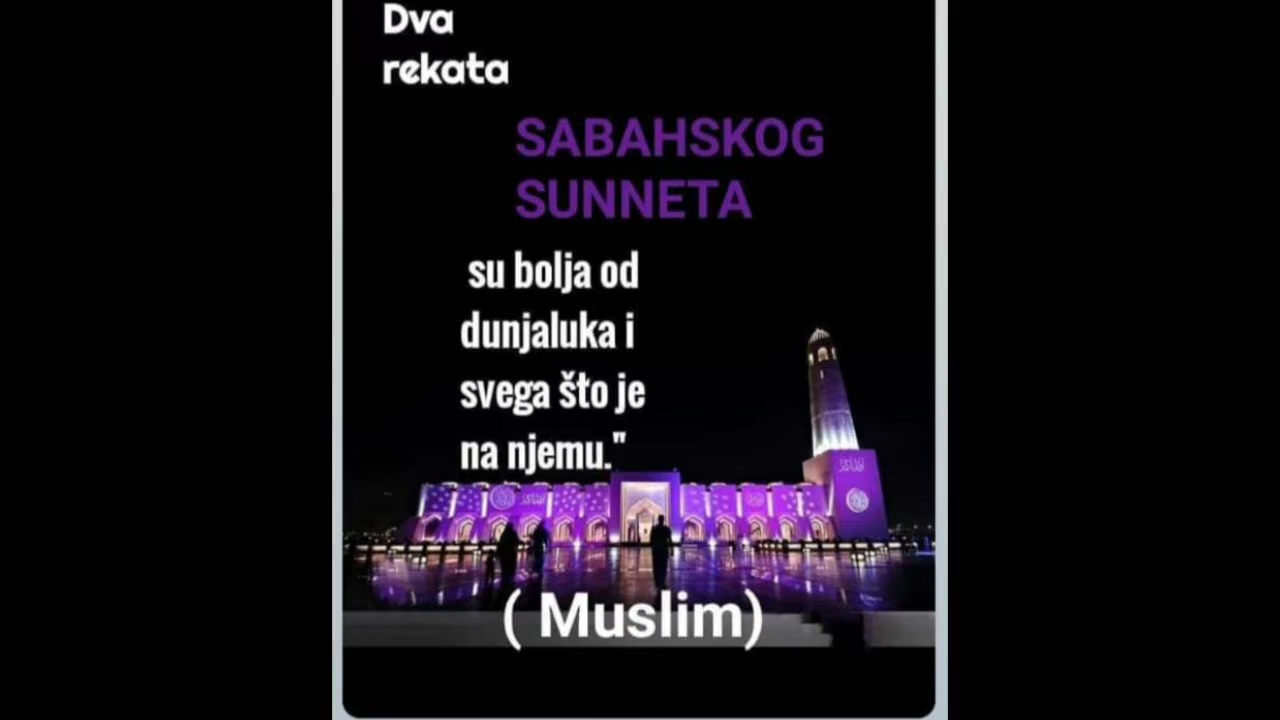 Dva
rekata
SABAHSKOG
SUNNETA
su bolja od
dunjaluka i
svega što je
na njemu."
( Muslim)